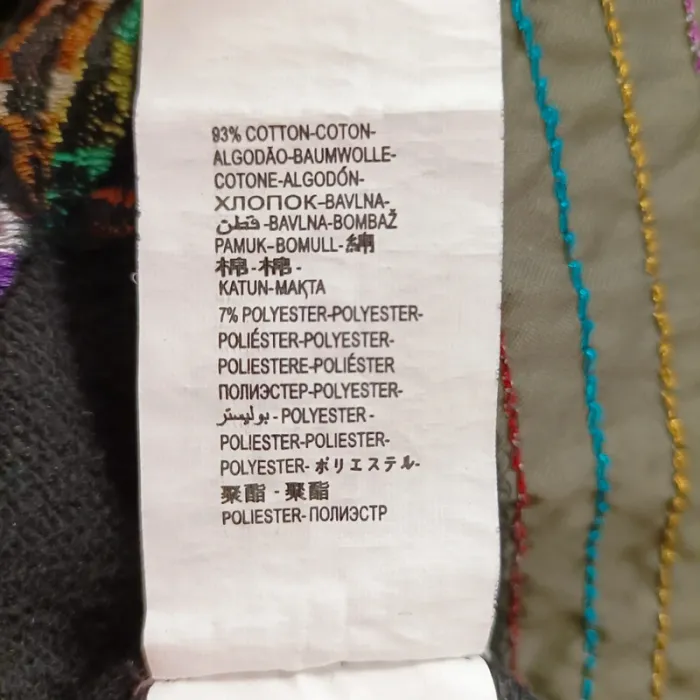 93% COTTON-COTON-
ALGODÃO-BAUMWOLLE-
COTONE-ALGODÓN-
ХЛОПОК-BAVLNA-
قطن-BAVLNA-BOMBAŽ
PAMUK-BOMULL-綿
棉-棉-
KATUN-МАҚТА
7% POLYESTER-POLYESTER-
POLIÉSTER-POLYESTER-
POLIESTERE-POLIÉSTER
ПОЛИЭСТЕР-POLYESTER-
بوليستر-POLYESTER-
POLIESTER-POLIESTER-
POLYESTER-ポリエステル-
聚酯-聚酯
POLIESTER-ПОЛИЭСТР